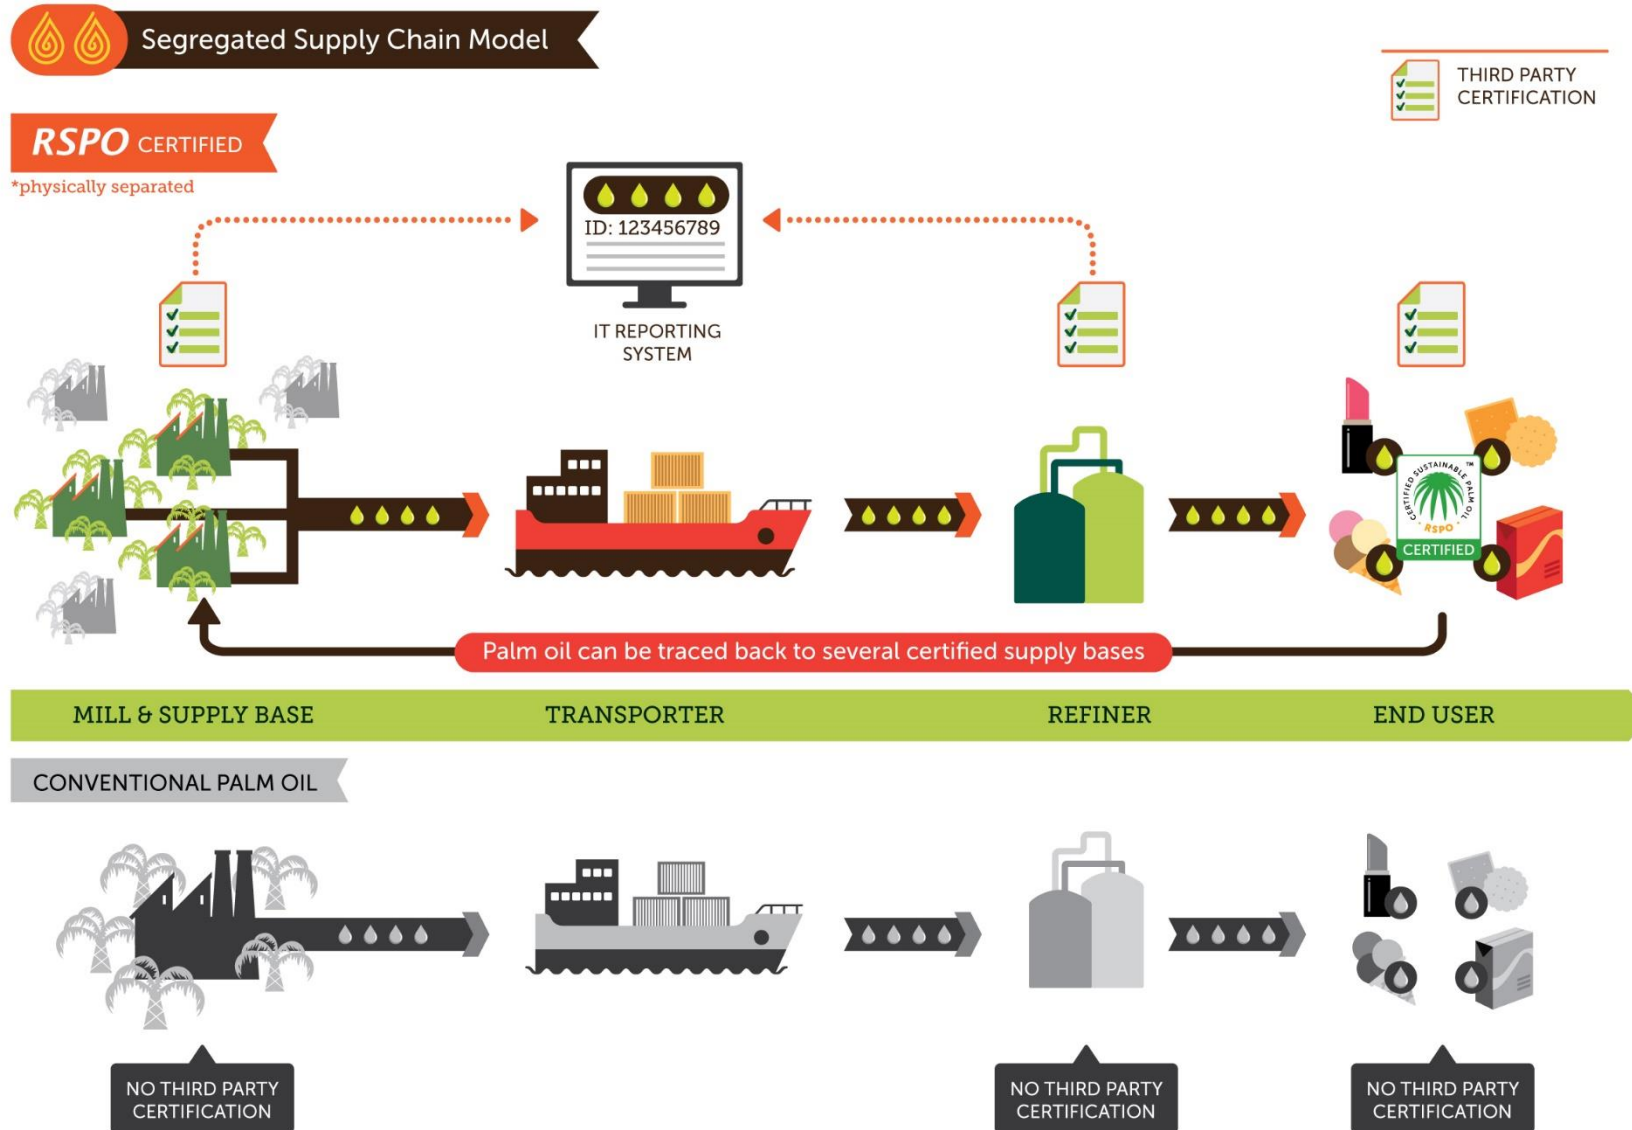 Segregated Supply Chain Model
THIRD PARTY
CERTIFICATION
RSPO CERTIFIED
*physically separated
ID: 123456789
IT REPORTING
SYSTEM
CERTIFIED SUSTAINABLE PALM OIL ™
RSPO
CERTIFIED
Palm oil can be traced back to several certified supply bases
MILL & SUPPLY BASE
TRANSPORTER
REFINER
END USER
CONVENTIONAL PALM OIL
NO THIRD PARTY
CERTIFICATION
NO THIRD PARTY
CERTIFICATION
NO THIRD PARTY
CERTIFICATION